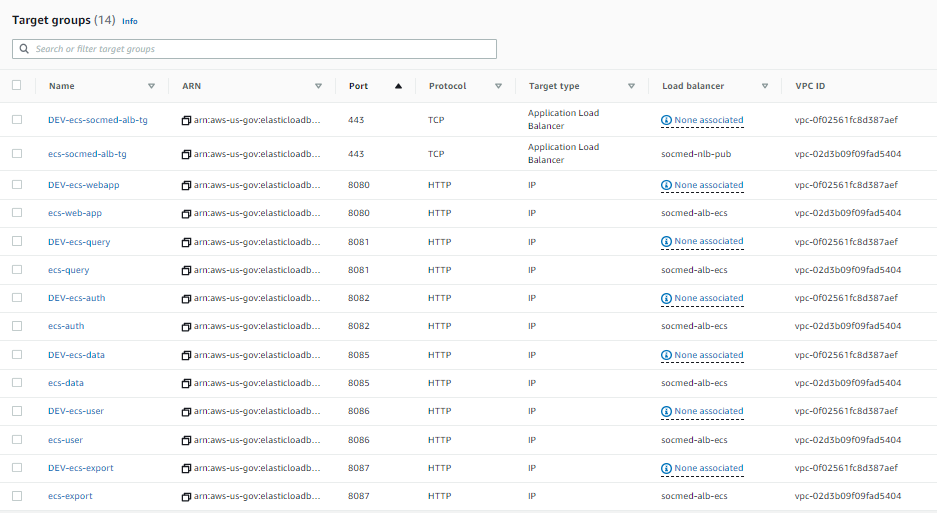 Target groups (14) Info
Search or filter target groups
Name ARN Port Protocol Target type Load balancer VPC ID
DEV-ecs-socmed-alb-tg arn:aws-us-gov:elasticloadb... 443 TCP Application Load Balancer None associated vpc-0f02561fc8d387aef
ecs-socmed-alb-tg arn:aws-us-gov:elasticloadb... 443 TCP Application Load Balancer socmed-nlb-pub vpc-02d3b09f09fad5404
DEV-ecs-webapp arn:aws-us-gov:elasticloadb... 8080 HTTP IP None associated vpc-0f02561fc8d387aef
ecs-web-app arn:aws-us-gov:elasticloadb... 8080 HTTP IP socmed-alb-ecs vpc-02d3b09f09fad5404
DEV-ecs-query arn:aws-us-gov:elasticloadb... 8081 HTTP IP None associated vpc-0f02561fc8d387aef
ecs-query arn:aws-us-gov:elasticloadb... 8081 HTTP IP socmed-alb-ecs vpc-02d3b09f09fad5404
DEV-ecs-auth arn:aws-us-gov:elasticloadb... 8082 HTTP IP None associated vpc-0f02561fc8d387aef
ecs-auth arn:aws-us-gov:elasticloadb... 8082 HTTP IP socmed-alb-ecs vpc-02d3b09f09fad5404
DEV-ecs-data arn:aws-us-gov:elasticloadb... 8085 HTTP IP None associated vpc-0f02561fc8d387aef
ecs-data arn:aws-us-gov:elasticloadb... 8085 HTTP IP socmed-alb-ecs vpc-02d3b09f09fad5404
DEV-ecs-user arn:aws-us-gov:elasticloadb... 8086 HTTP IP None associated vpc-0f02561fc8d387aef
ecs-user arn:aws-us-gov:elasticloadb... 8086 HTTP IP socmed-alb-ecs vpc-02d3b09f09fad5404
DEV-ecs-export arn:aws-us-gov:elasticloadb... 8087 HTTP IP None associated vpc-0f02561fc8d387aef
ecs-export arn:aws-us-gov:elasticloadb... 8087 HTTP IP socmed-alb-ecs vpc-02d3b09f09fad5404